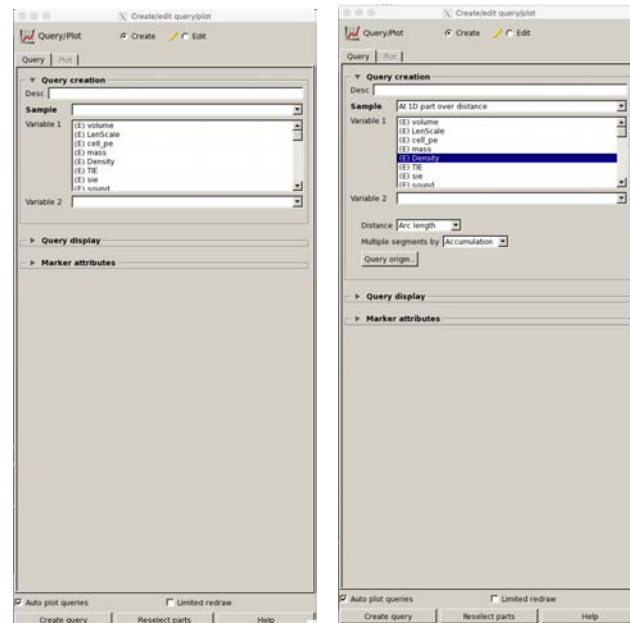 Create/edit query/plot
Query/Plot Create Edit
Query Plot
Query creation
Desc
Sample
Variable 1
(E) volume
(E) LenScale
(E) cell_pe
(E) mass
(E) Density
(E) TIE
(E) sie
(E) sound
Variable 2
Query display
Marker attributes
Auto plot queries Limited redraw
Create query Reselect parts Help
Create/edit query/plot
Query/Plot Create Edit
Query Plot
Query creation
Desc
Sample At 1D part over distance
Variable 1
(E) volume
(E) LenScale
(E) cell_pe
(E) mass
(E) Density
(E) TIE
(E) sie
(E) sound
Variable 2
Distance Arc length
Multiple segments by Accumulation
Query origin...
Query display
Marker attributes
Auto plot queries Limited redraw
Create query Reselect parts Help